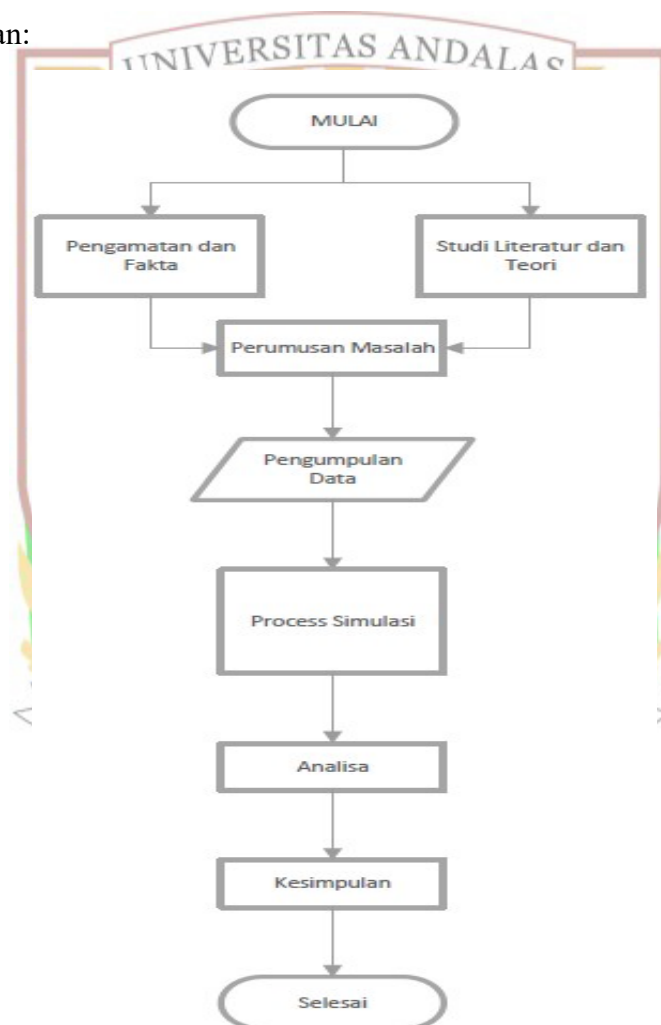 an:
UNIVERSITAS ANDALAS
MULAI
Pengamatan dan
Fakta
Studi Literatur dan
Teori
Perumusan Masalah
Pengumpulan
Data
Process Simulasi
Analisa
Kesimpulan
Selesai